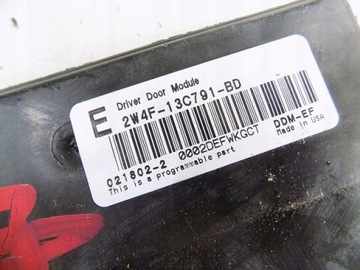 E
Driver Door Module
2W4F-13C791-BD
021802-2 0002DEFWKGCT DDM-EF
This is a programmable part Made in USA